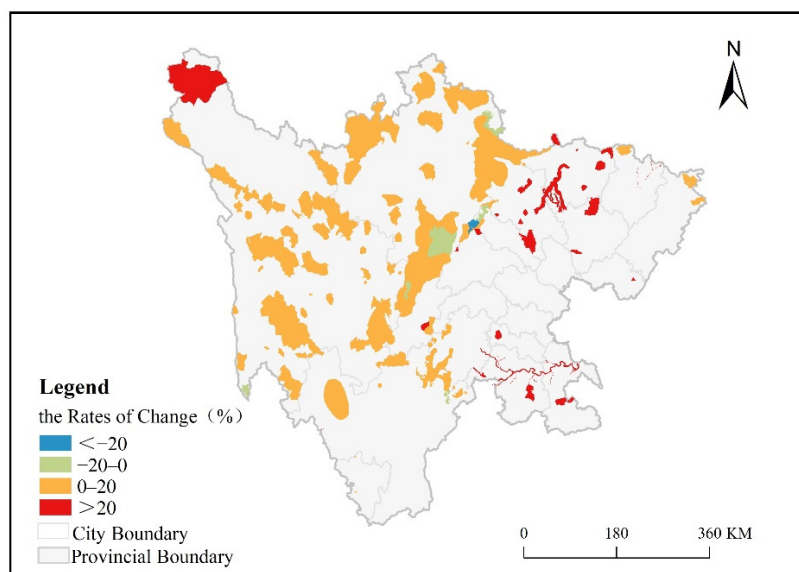 N
Legend
the Rates of Change（%）
<−20
−20–0
0–20
>20
City Boundary
Provincial Boundary
0 180 360 KM